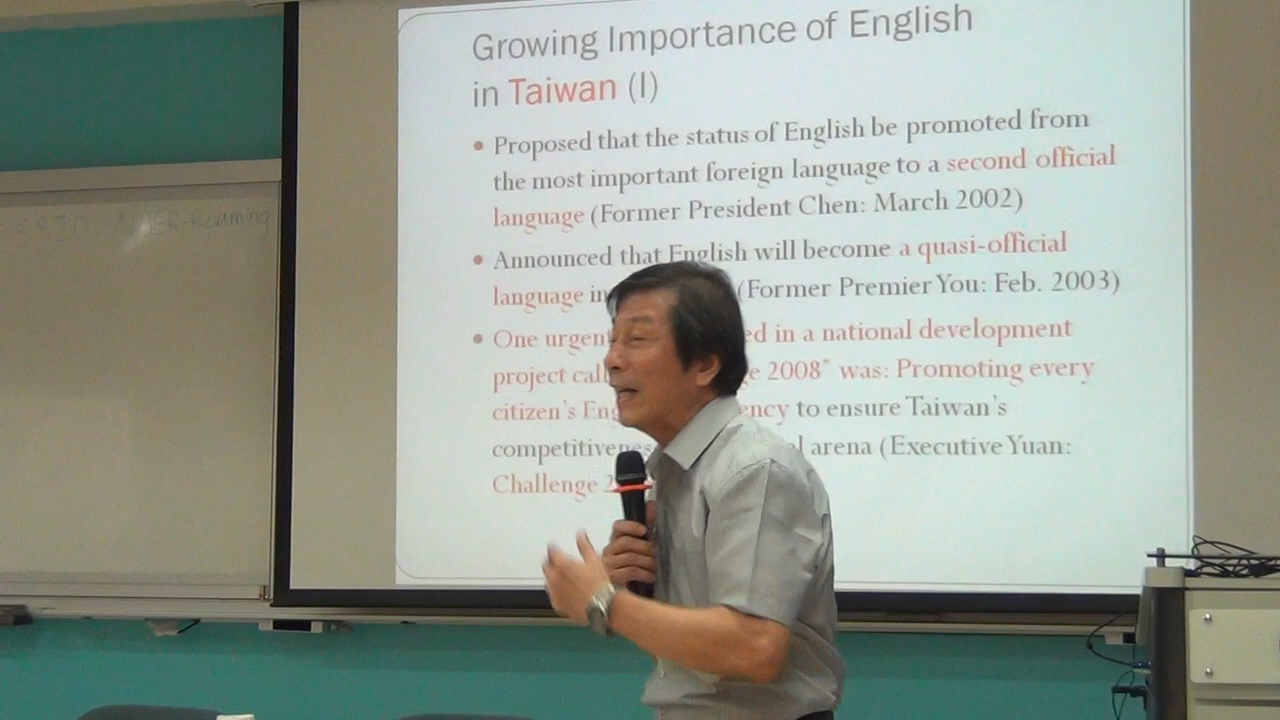 Growing Importance of English
in Taiwan (I)
• Proposed that the status of English be promoted from
the most important foreign language to a second official
language (Former President Chen: March 2002)
• Announced that English will become a quasi-official
language in (Former Premier You: Feb. 2003)
• One urgent in a national development
project 2008" was: Promoting every
citizen's to ensure Taiwan's
arena (Executive Yuan:
Challenge